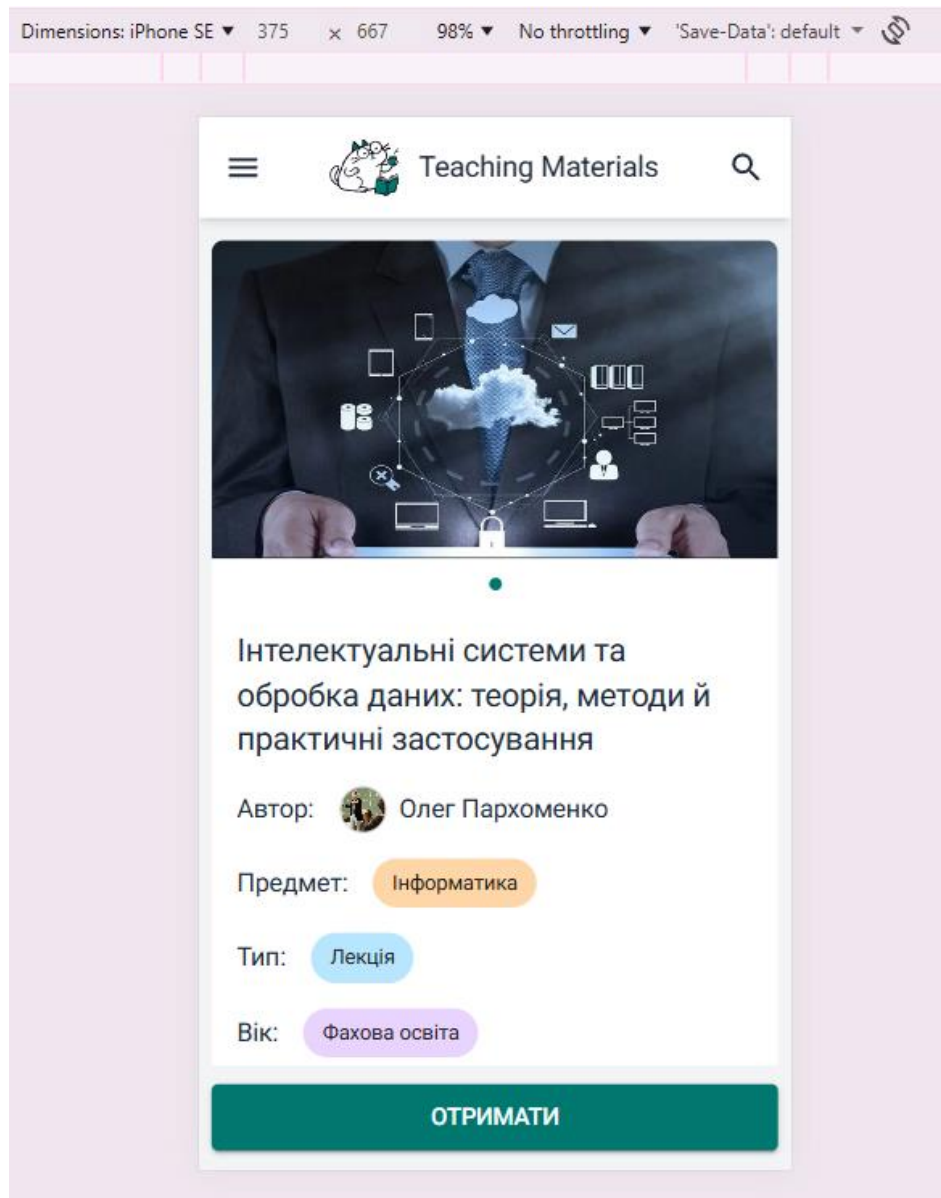 Dimensions: iPhone SE ▼ 375 × 667 98% ▼ No throttling ▼ 'Save-Data': default ▼
Teaching Materials
Інтелектуальні системи та
обробка даних: теорія, методи й
практичні застосування
Автор: Олег Пархоменко
Предмет: Інформатика
Тип: Лекція
Вік: Фахова освіта
ОТРИМАТИ